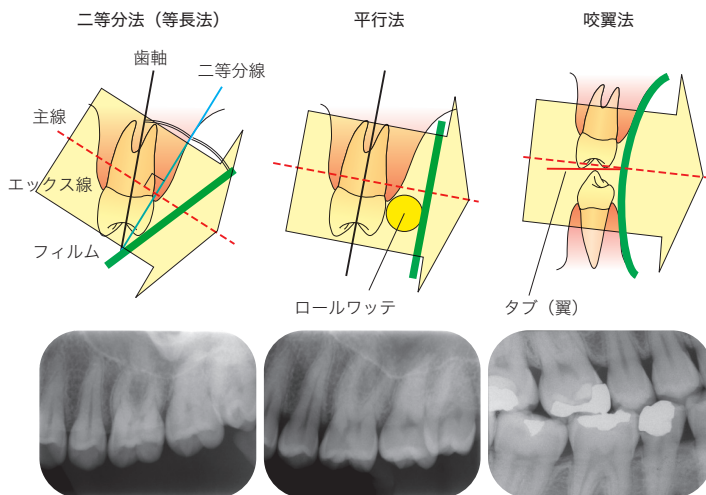 二等分法（等長法）
平行法
咬翼法
歯軸
二等分線
主線
エックス線
フィルム
ロールワッテ
タブ（翼）